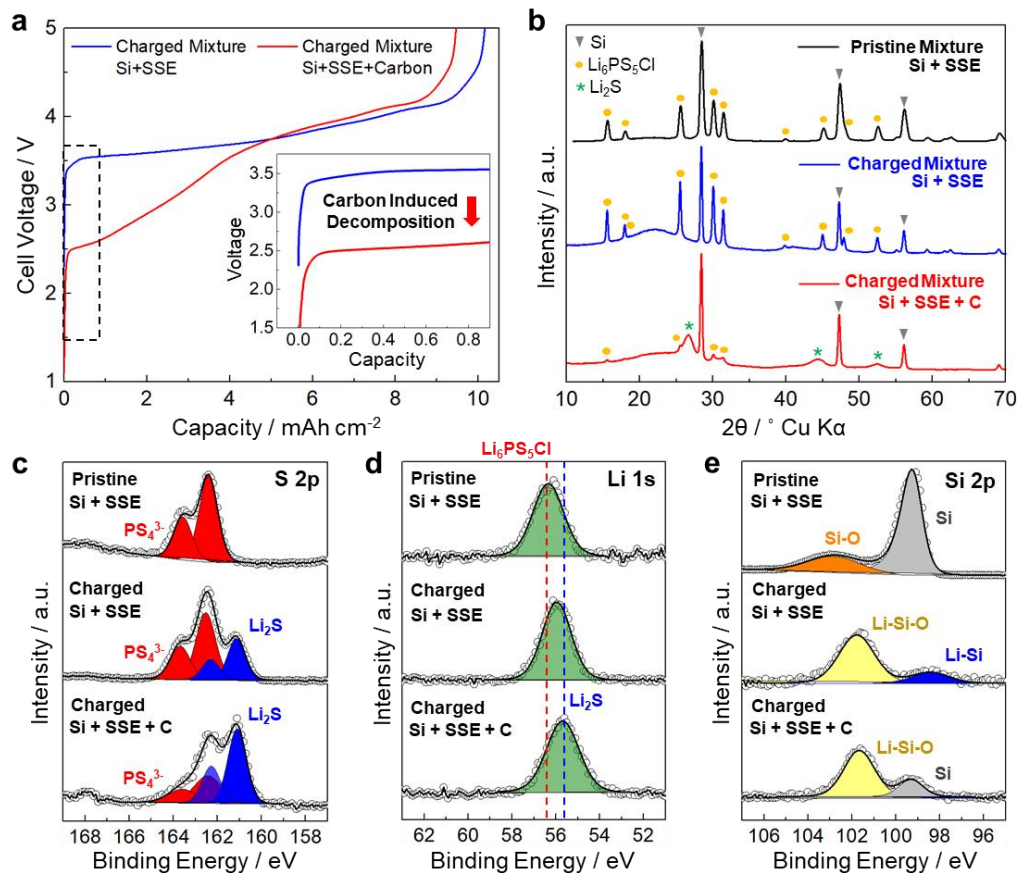 a
5
4
3
2
1
Cell Voltage / V
Charged Mixture
Si+SSE
Charged Mixture
Si+SSE+Carbon
3.5
3.0
2.5
2.0
1.5
Voltage
Carbon Induced
Decomposition
0.0 0.2 0.4 0.6 0.8
Capacity
0 2 4 6 8 10
Capacity / mAh cm⁻²
b
Intensity / a.u.
Si
Li₆PS₅Cl
* Li₂S
Pristine Mixture
Si + SSE
Charged Mixture
Si + SSE
Charged Mixture
Si + SSE + C
* * *
10 20 30 40 50 60 70
2θ / ° Cu Kα
c
S 2p
Intensity / a.u.
Pristine
Si + SSE
PS₄³⁻
Charged
Si + SSE
PS₄³⁻
Li₂S
Charged
Si + SSE + C
PS₄³⁻
Li₂S
168 166 164 162 160 158
Binding Energy / eV
Li₆PS₅Cl
d
Li 1s
Intensity / a.u.
Pristine
Si + SSE
Charged
Si + SSE
Charged
Si + SSE + C
Li₂S
62 60 58 56 54 52
Binding Energy / eV
e
Si 2p
Intensity / a.u.
Pristine
Si + SSE
Si-O
Si
Charged
Si + SSE
Li-Si-O
Li-Si
Charged
Si + SSE + C
Li-Si-O
Si
106 104 102 100 98 96
Binding Energy / eV